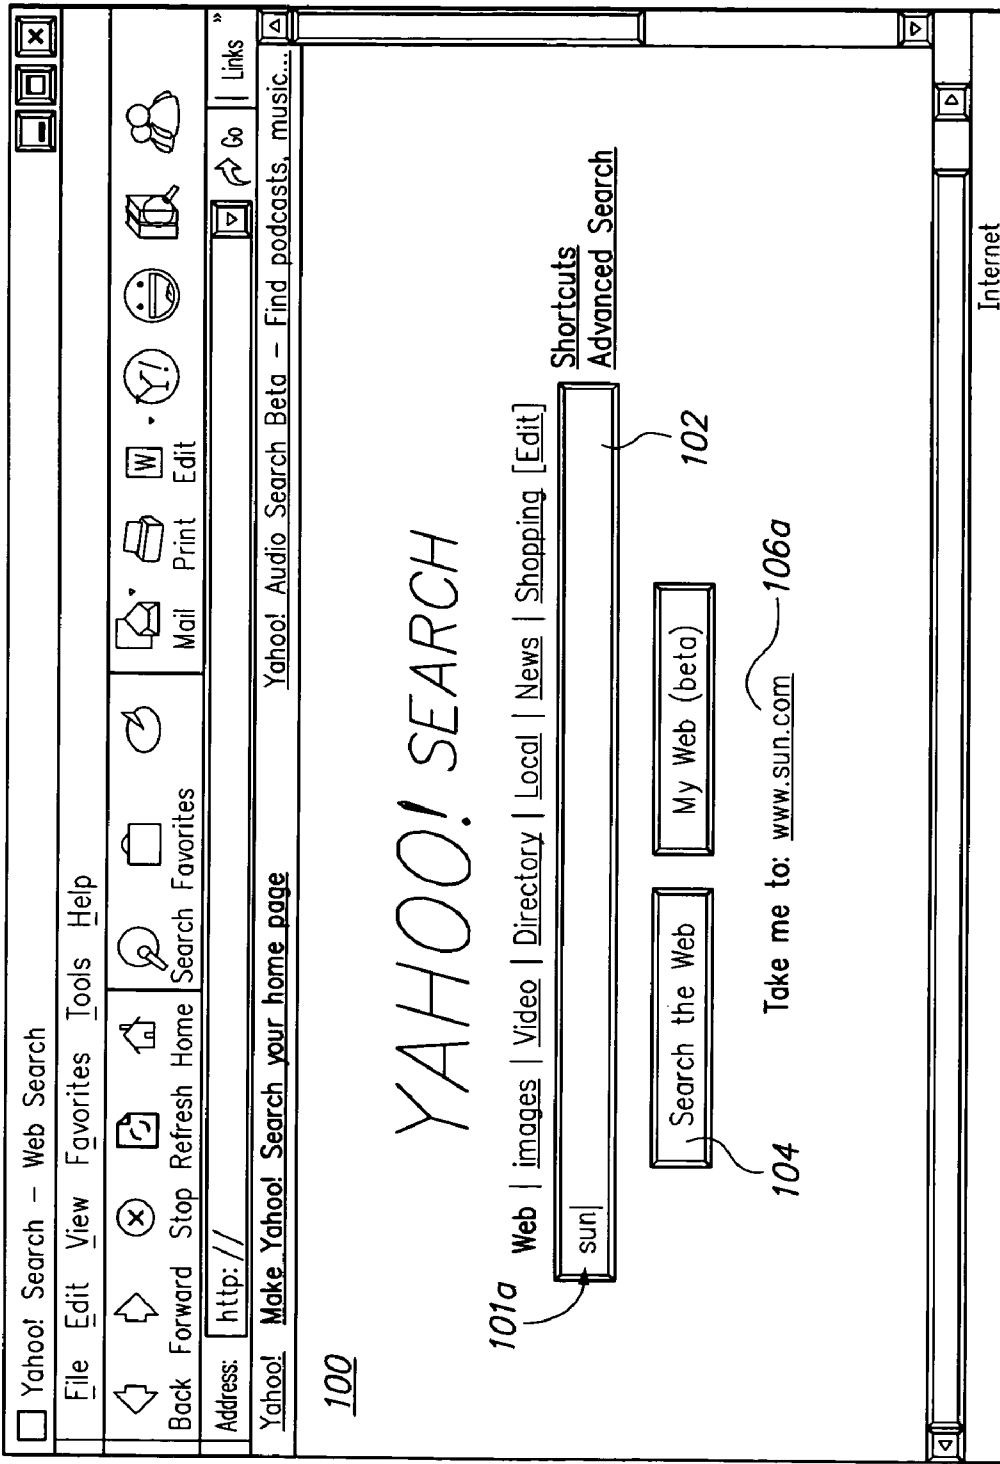 Yahoo! Search – Web Search
File Edit View Favorites Tools Help
Back Forward Stop Refresh Home Search Favorites Mail Print Edit
W
Y!
Address: http:// Go Links »
Yahoo! Make Yahoo! Search your home page Yahoo! Audio Search Beta – Find podcasts, music...
100
YAHOO! SEARCH
101a
Web | images | Video | Directory | Local | News | Shopping [Edit]
sun
Shortcuts
Advanced Search
102
104
Search the Web My Web (beta)
Take me to: www.sun.com
106a
Internet